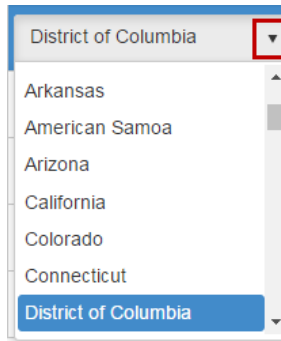 District of Columbia
Arkansas
American Samoa
Arizona
California
Colorado
Connecticut
District of Columbia